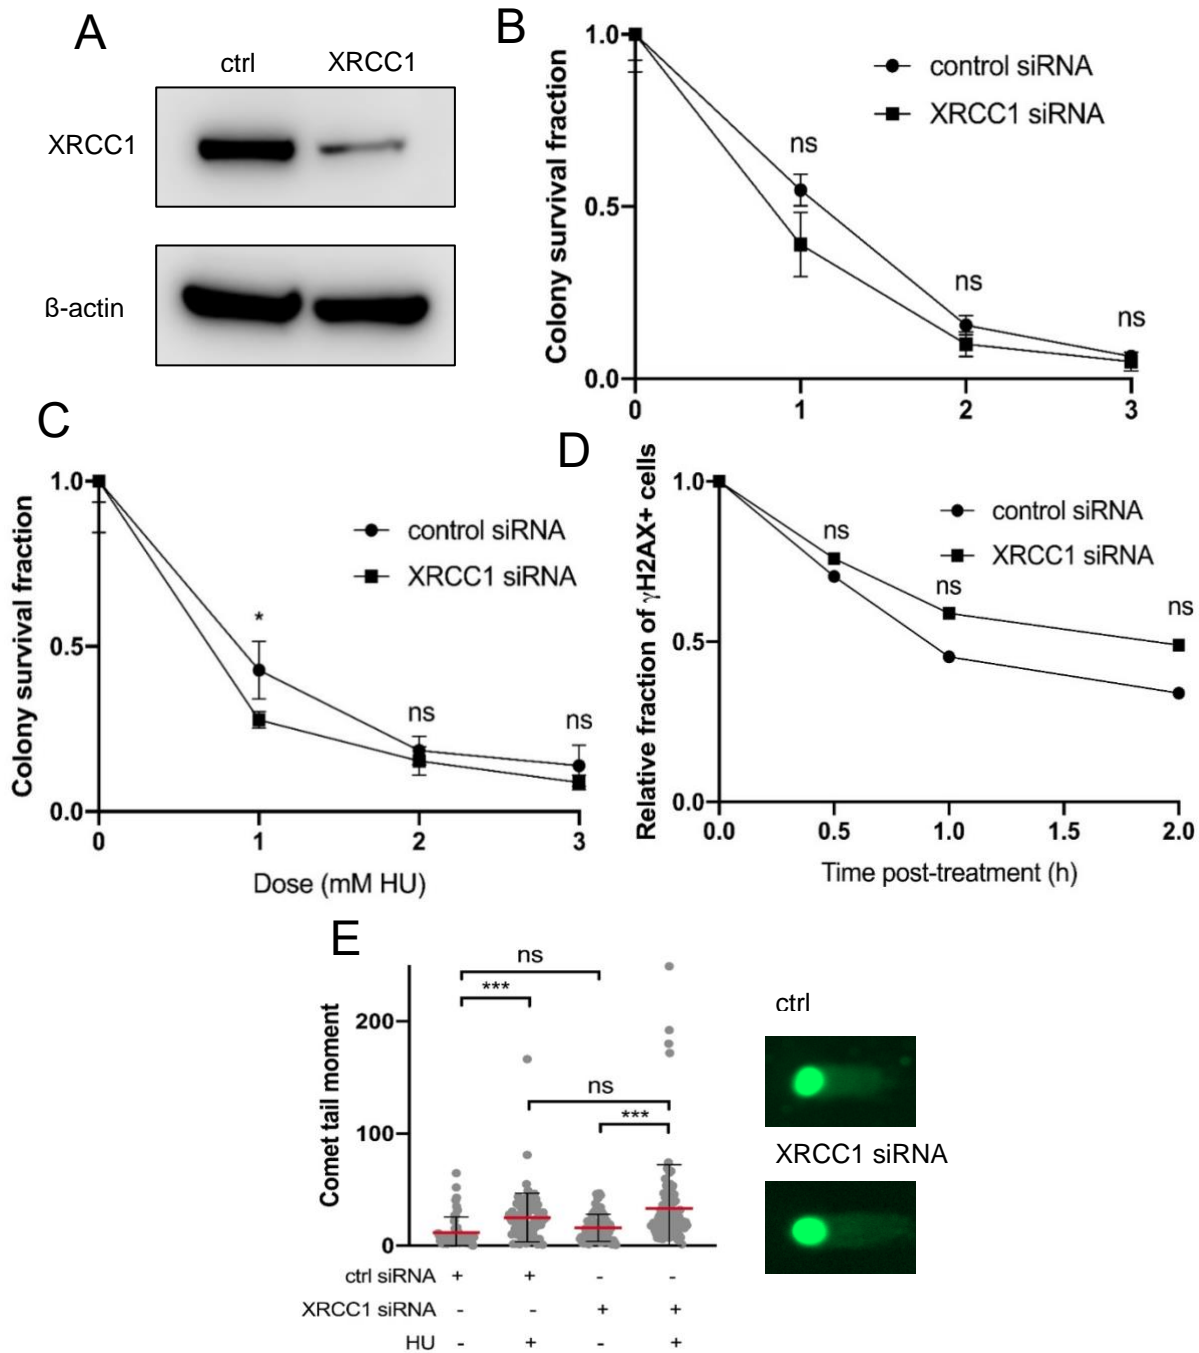 A
ctrl XRCC1
XRCC1
ß-actin
B
Colony survival fraction
1.0
0.5
0.0
0 1 2 3
control siRNA
XRCC1 siRNA
ns
ns
ns
C
Colony survival fraction
1.0
0.5
0.0
0 1 2 3
Dose (mM HU)
control siRNA
XRCC1 siRNA
*
ns
ns
D
Relative fraction of γH2AX+ cells
1.0
0.5
0.0
0.0 0.5 1.0 1.5 2.0
Time post-treatment (h)
control siRNA
XRCC1 siRNA
ns
ns
ns
E
Comet tail moment
200
100
0
ns
***
ns
***
ctrl siRNA + + - -
XRCC1 siRNA - - + +
HU - + - +
ctrl
XRCC1 siRNA